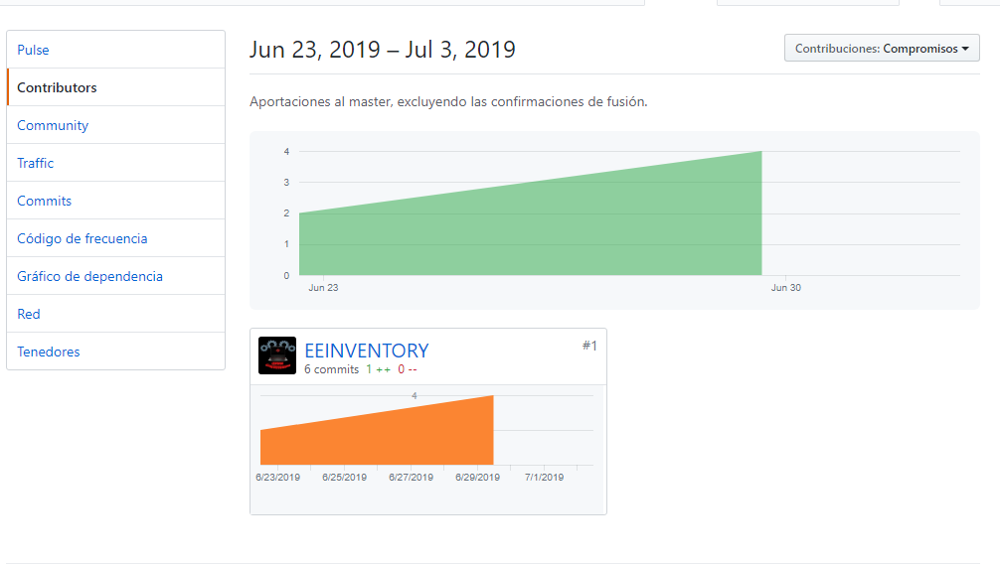 Pulse
Contributors
Community
Traffic
Commits
Código de frecuencia
Gráfico de dependencia
Red
Tenedores
Jun 23, 2019 – Jul 3, 2019
Contribuciones: Compromisos
Aportaciones al master, excluyendo las confirmaciones de fusión.
4
3
2
1
0
Jun 23 Jun 30
EEINVENTORY #1
6 commits 1 ++ 0 --
4
6/23/2019 6/25/2019 6/27/2019 6/29/2019 7/1/2019